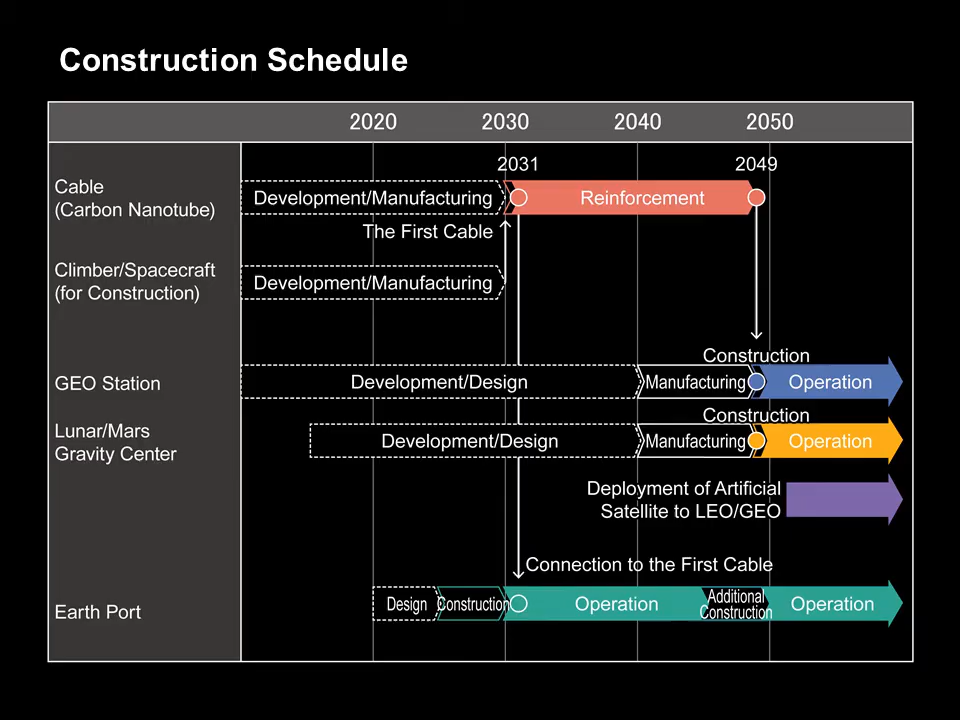 Construction Schedule
2020 2030 2040 2050
2031 2049
Cable
(Carbon Nanotube)
Development/Manufacturing
Reinforcement
The First Cable
Climber/Spacecraft
(for Construction)
Development/Manufacturing
Construction
GEO Station
Development/Design
Manufacturing
Operation
Construction
Lunar/Mars
Gravity Center
Development/Design
Manufacturing
Operation
Deployment of Artificial
Satellite to LEO/GEO
Connection to the First Cable
Earth Port
Design
Construction
Operation
Additional
Construction
Operation